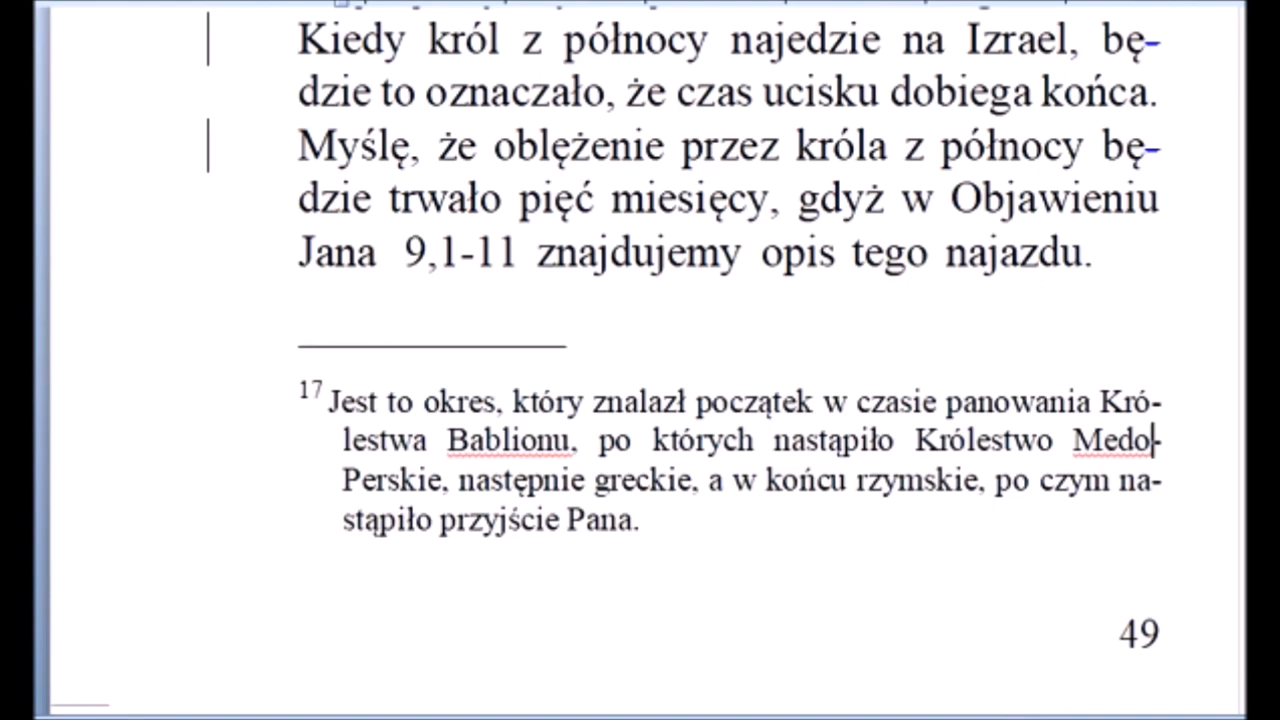 Kiedy król z północy najedzie na Izrael, bę-
dzie to oznaczało, że czas ucisku dobiega końca.
Myślę, że oblężenie przez króla z północy bę-
dzie trwało pięć miesięcy, gdyż w Objawieniu
Jana 9,1-11 znajdujemy opis tego najazdu.
17 Jest to okres, który znalazł początek w czasie panowania Kró-
lestwa Bablionu, po których nastąpiło Królestwo Medo-
Perskie, następnie greckie, a w końcu rzymskie, po czym na-
stąpiło przyjście Pana.
49